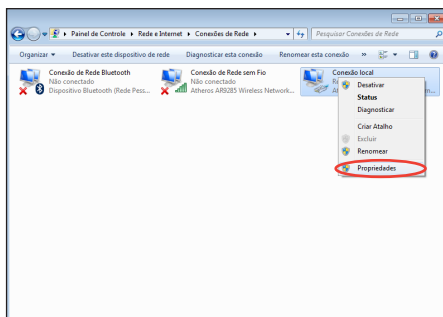 Painel de Controle ▸ Rede e Internet ▸ Conexões de Rede ▸
Pesquisar Conexões de Rede
Organizar ▾ Desativar este dispositivo de rede Diagnosticar esta conexão Renomear esta conexão »
Conexão de Rede Bluetooth
Não conectado
Dispositivo Bluetooth (Rede Pess...
Conexão de Rede sem Fio
Não conectado
Atheros AR9285 Wireless Network...
Conexão local
Desativar
Status
Diagnosticar
Criar Atalho
Excluir
Renomear
Propriedades